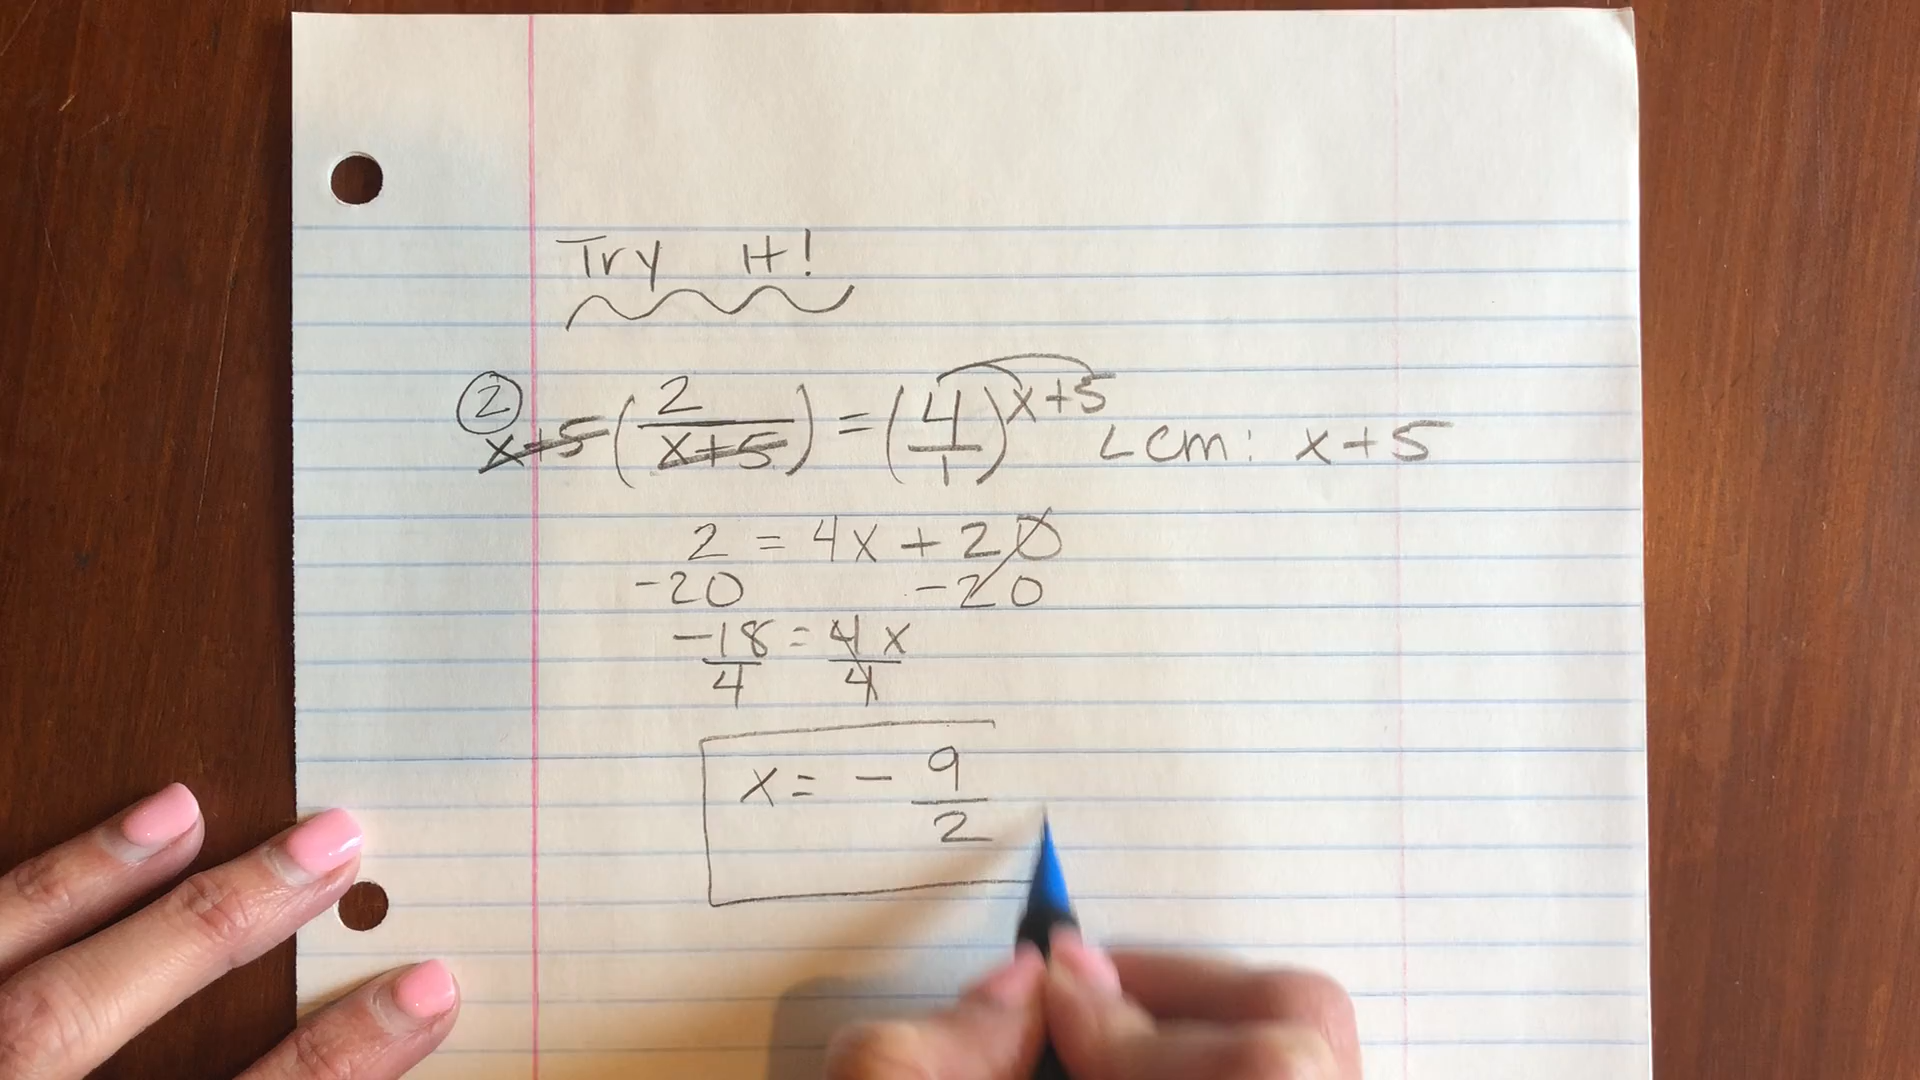 Try It!
② x+5 (2/x+5) = (4/1) x+5 LCM: x+5
2 = 4x + 20
-20 -20
-18/4 = 4x/4
x = - 9/2